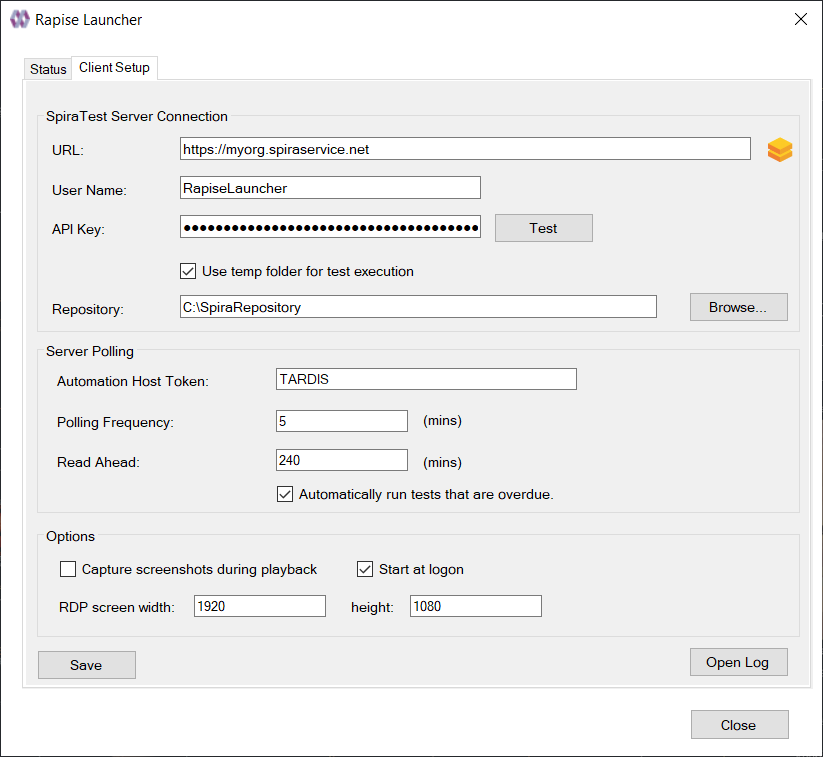 Rapise Launcher
Status Client Setup
SpiraTest Server Connection
URL: https://myorg.spiraservice.net
User Name: RapiseLauncher
API Key: ●●●●●●●●●●●●●●●●●●●●●●●●●●●●●●●●●●●●● Test
Use temp folder for test execution
Repository: C:\SpiraRepository Browse...
Server Polling
Automation Host Token: TARDIS
Polling Frequency: 5 (mins)
Read Ahead: 240 (mins)
Automatically run tests that are overdue.
Options
Capture screenshots during playback Start at logon
RDP screen width: 1920 height: 1080
Save Open Log
Close